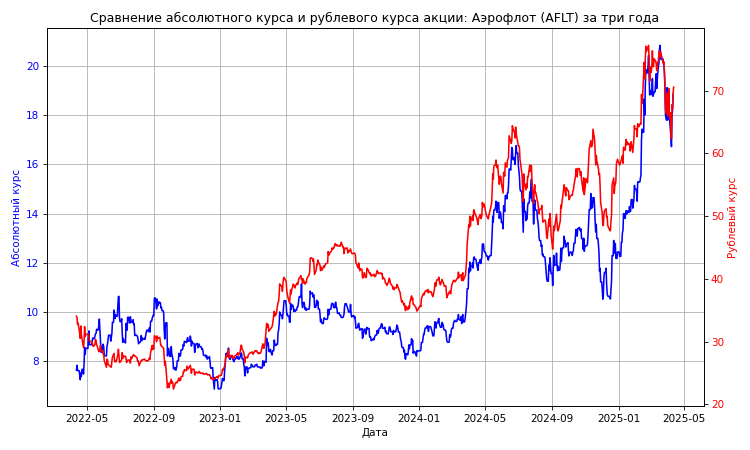 Сравнение абсолютного курса и рублевого курса акции: Аэрофлот (AFLT) за три года
20
18
16
14
12
10
8
Абсолютный курс
70
60
50
40
30
20
Рублевый курс
2022-05 2022-09 2023-01 2023-05 2023-09 2024-01 2024-05 2024-09 2025-01 2025-05
Дата